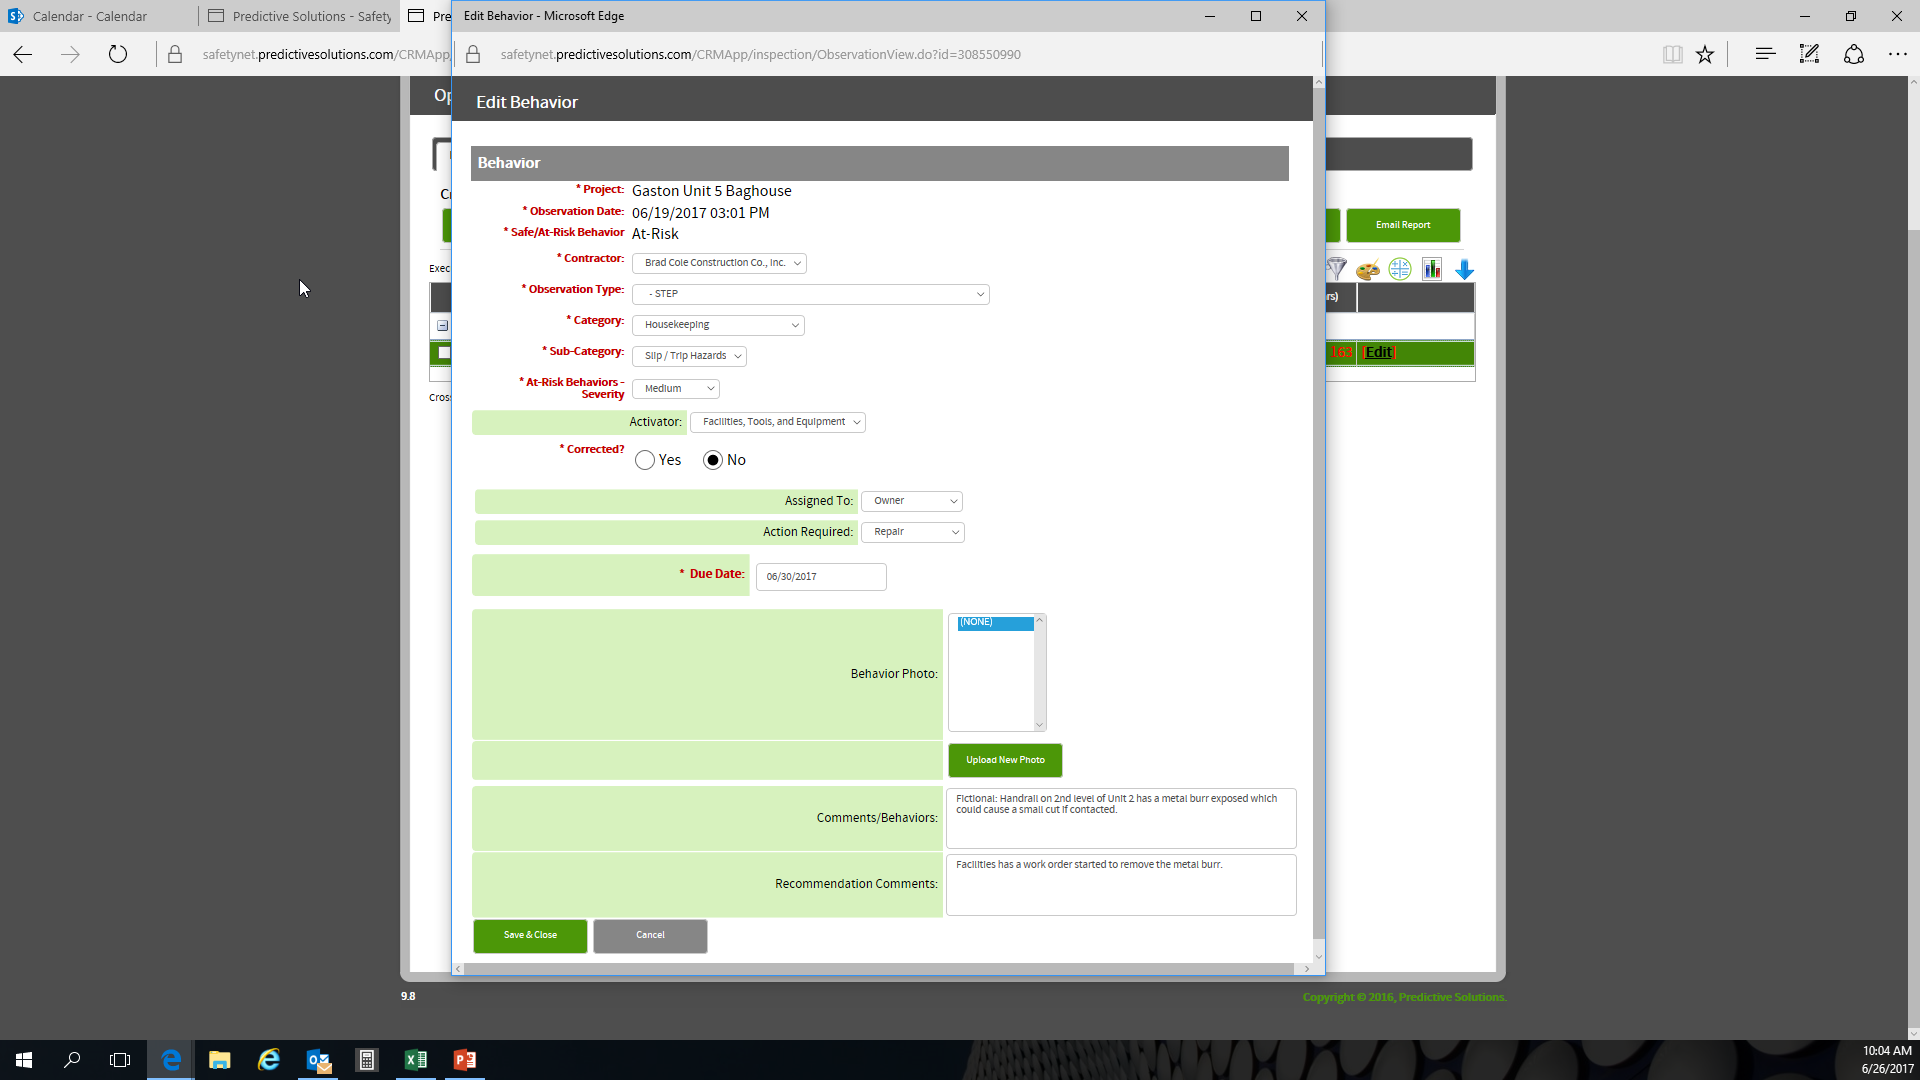 Calendar - Calendar
Predictive Solutions - Safety
Pre
Edit Behavior - Microsoft Edge
safetynet.predictivesolutions.com/CRMApp
safetynet.predictivesolutions.com/CRMApp/inspection/ObservationView.do?id=308550990
Op
Edit Behavior
Behavior
* Project: Gaston Unit 5 Baghouse
* Observation Date: 06/19/2017 03:01 PM
* Safe/At-Risk Behavior At-Risk
Email Report
* Contractor: Brad Cole Construction Co., Inc.
Exec
* Observation Type: - STEP
rs)
* Category: Housekeeping
* Sub-Category: Slip / Trip Hazards
163 [Edit]
* At-Risk Behaviors -
Severity
Medium
Cross
Activator: Facilities, Tools, and Equipment
* Corrected?
Yes No
Assigned To: Owner
Action Required: Repair
* Due Date: 06/30/2017
(NONE)
Behavior Photo:
Upload New Photo
Comments/Behaviors:
Fictional: Handrail on 2nd level of Unit 2 has a metal burr exposed which
could cause a small cut if contacted.
Recommendation Comments:
Facilities has a work order started to remove the metal burr.
Save & Close Cancel
9.8
Copyright © 2016, Predictive Solutions.
10:04 AM
6/26/2017